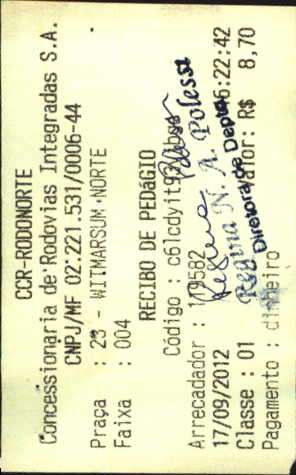 CCR-RODONORTE
Concessionaria de Rodovias Integradas S.A.
CNPJ/MF 02.221.531/0006-44
Praça : 23 - WITMARSUM-NORTE
Faixa : 004
RECIBO DE PEDáGIO
Código :
Arrecadador : 119582
17/09/2012 6:22:42
Classe : 01 Valor: R$ 8,70
Pagamento : dinheiro
Regina N. A. Polessi
Diretora de Depto